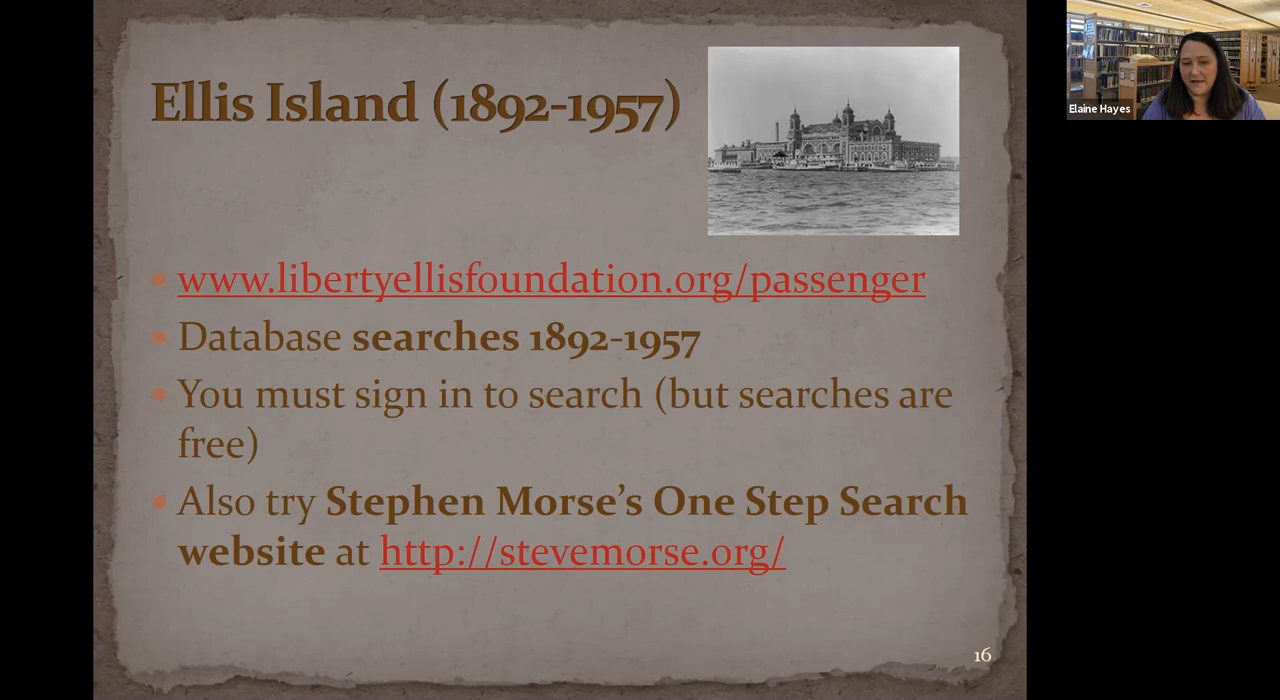 Ellis Island (1892-1957)
www.libertyellisfoundation.org/passenger
Database searches 1892-1957
You must sign in to search (but searches are
free)
Also try Stephen Morse’s One Step Search
website at http://stevemorse.org/
16
Elaine Hayes